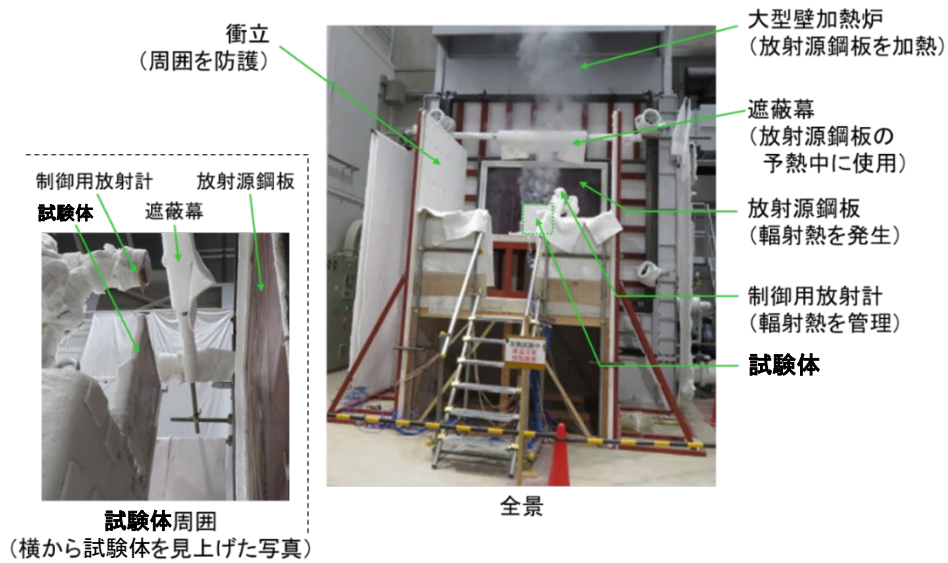 衝立
(周囲を防護)
大型壁加熱炉
(放射源鋼板を加熱)
遮蔽幕
(放射源鋼板の
予熱中に使用)
放射源鋼板
(輻射熱を発生)
制御用放射計
(輻射熱を管理)
試験体
全景
制御用放射計
放射源鋼板
試験体
遮蔽幕
試験体周囲
(横から試験体を見上げた写真)